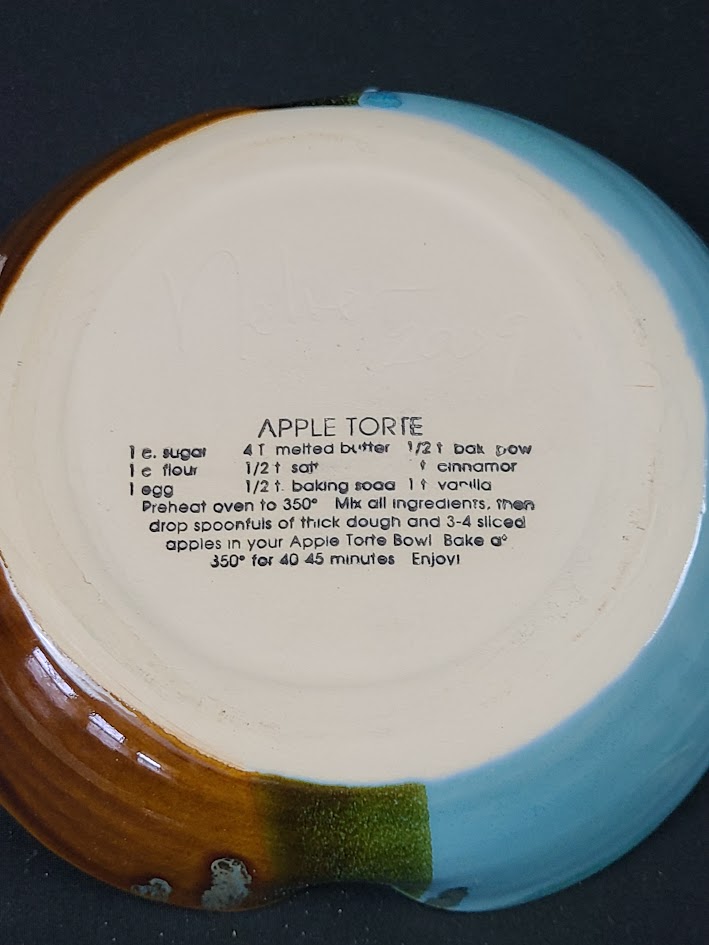 APPLE TORTE
1 c. sugar 4 T melted butter 1/2 t bak pow
1 c flour 1/2 t salt t cinnamon
1 egg 1/2 t. baking soda 1 t vanilla
Preheat oven to 350° Mix all ingredients, then
drop spoonfuls of thick dough and 3-4 sliced
apples in your Apple Torte Bowl Bake at
350° for 40 45 minutes Enjoy!